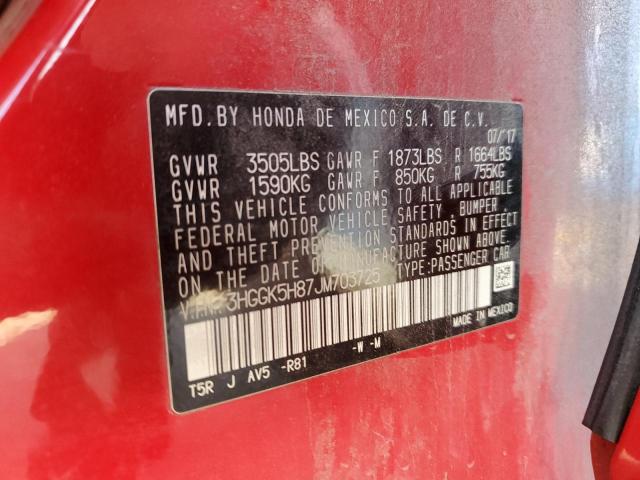 MFD. BY HONDA DE MEXICO S.A. DE C.V.
07/'17
GVWR 3505LBS GAWR F 1873LBS R 1664LBS
GVWR 1590KG GAWR F 850KG R 755KG
THIS VEHICLE CONFORMS TO ALL APPLICABLE
FEDERAL MOTOR VEHICLE SAFETY, BUMPER
AND THEFT PREVENTION STANDARDS IN EFFECT
ON THE DATE OF MANUFACTURE SHOWN ABOVE.
V.I.N.: 3HGGK5H87JM703725 TYPE:PASSENGER CAR
MADE IN MEXICO
T5R J AV5 -R81 -W -M